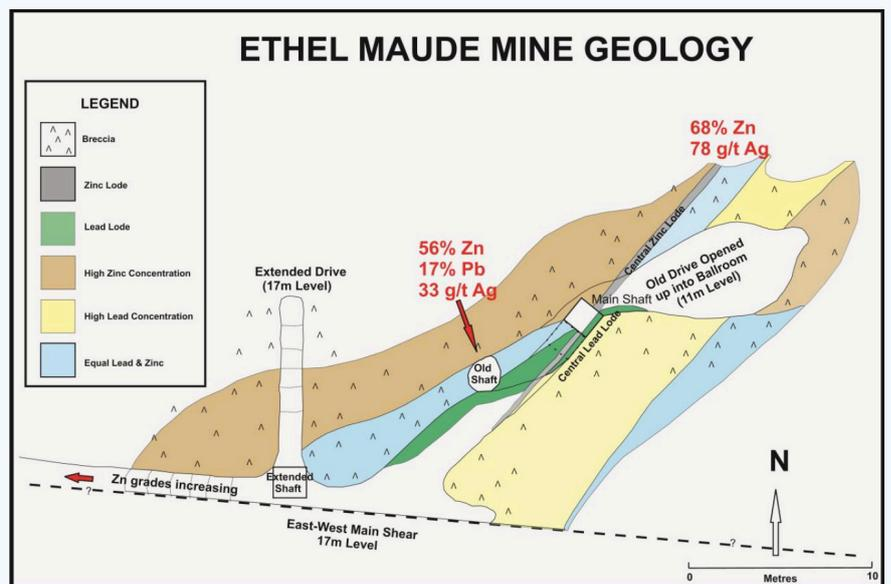 ETHEL MAUDE MINE GEOLOGY
LEGEND
Breccia
Zinc Lode
Lead Lode
High Zinc Concentration
High Lead Concentration
Equal Lead & Zinc
68% Zn
78 g/t Ag
56% Zn
17% Pb
33 g/t Ag
Extended Drive
(17m Level)
Central Zinc Lode
Old Drive Opened
up into Ballroom
(11m Level)
Main Shaft
Central Lead Lode
Old
Shaft
Extended
Shaft
Zn grades increasing
?
East-West Main Shear
17m Level
?
N
0
10
Metres